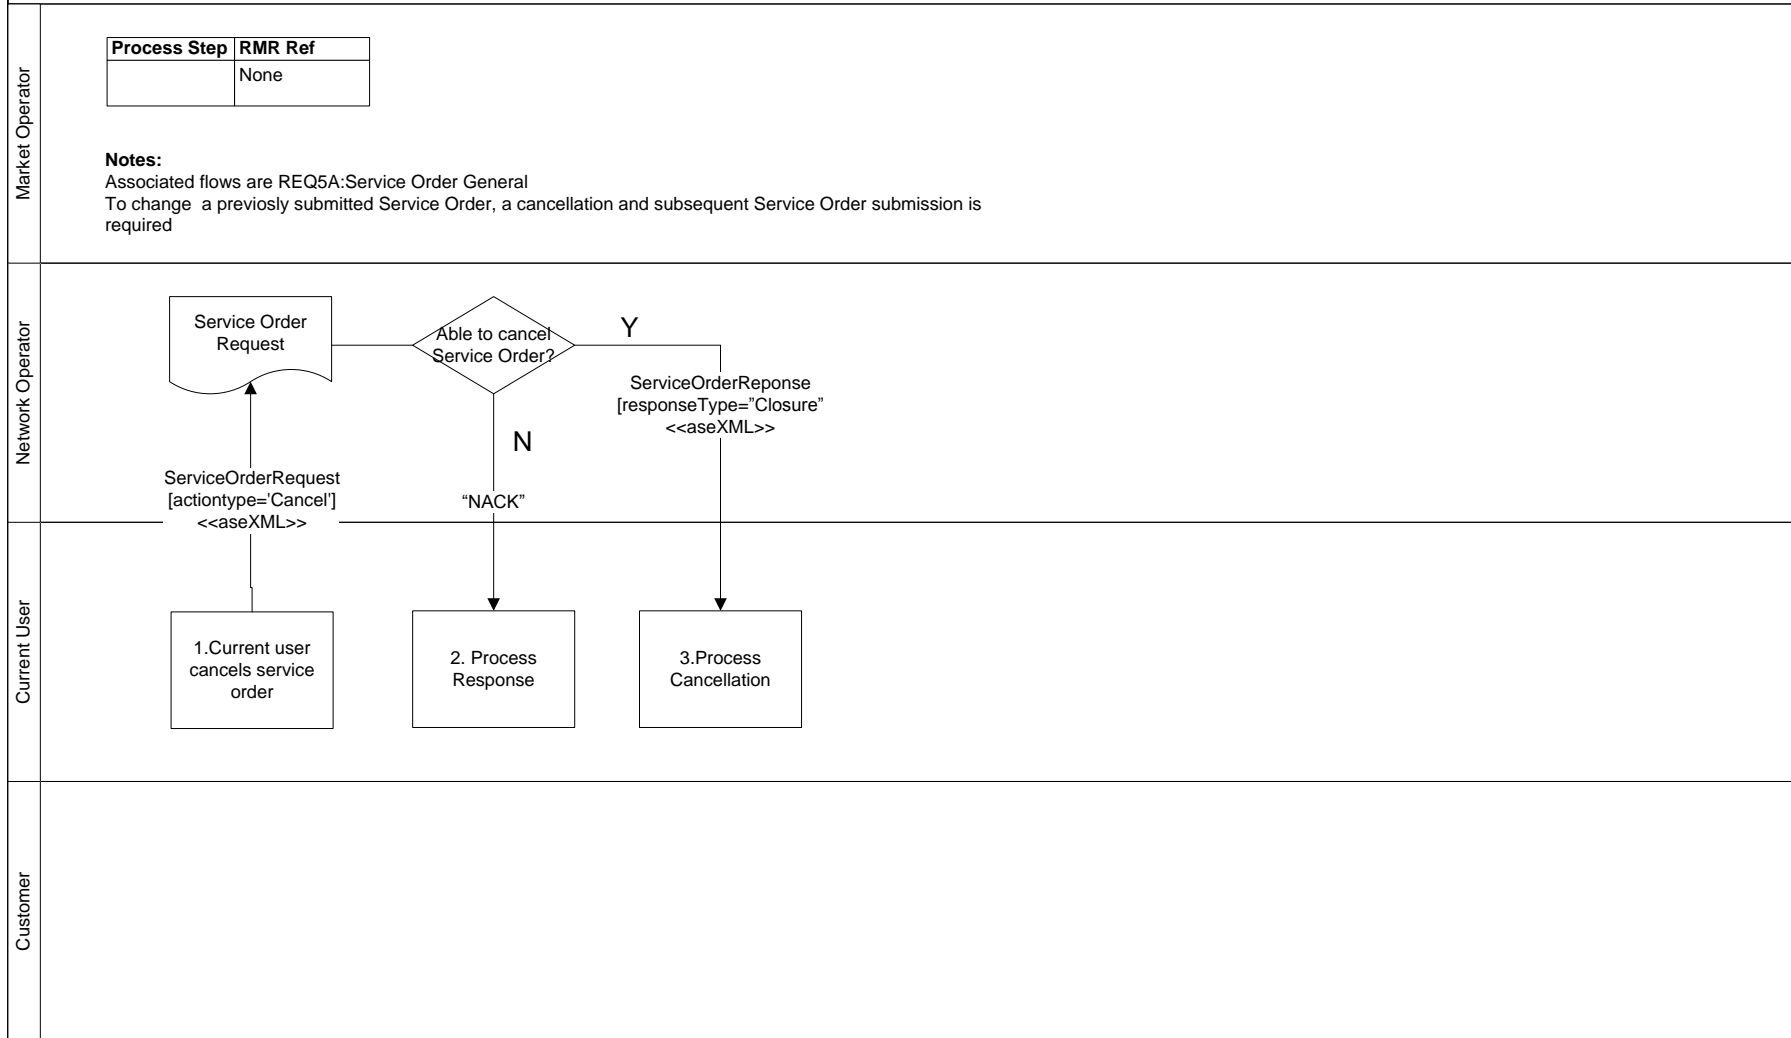 Market Operator
Process Step RMR Ref
None
Notes:
Associated flows are REQ5A:Service Order General
To change  a previosly submitted Service Order, a cancellation and subsequent Service Order submission is
required
Network Operator
Service Order
Request
Able to cancel
Service Order?
Y
N
ServiceOrderReponse
[responseType=”Closure”
<<aseXML>>
ServiceOrderRequest
[actiontype='Cancel']
<<aseXML>>
“NACK”
Current User
1.Current user
cancels service
order
2. Process
Response
3.Process
Cancellation
Customer